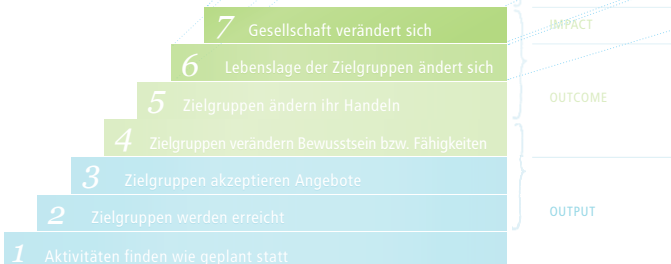 7 Gesellschaft verändert sich
IMPACT
6 Lebenslage der Zielgruppen ändert sich
5 Zielgruppen ändern ihr Handeln
OUTCOME
4 Zielgruppen verändern Bewusstsein bzw. Fähigkeiten
3 Zielgruppen akzeptieren Angebote
2 Zielgruppen werden erreicht
OUTPUT
1 Aktivitäten finden wie geplant statt